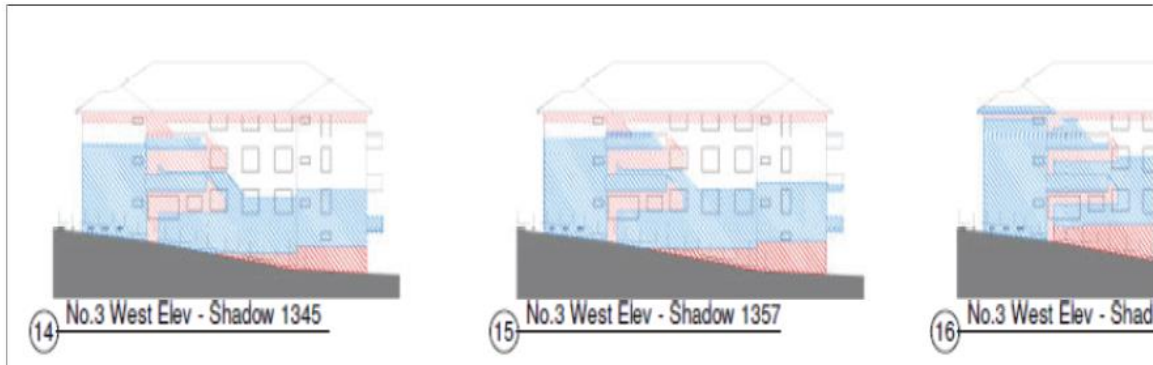 14 No.3 West Elev - Shadow 1345
15 No.3 West Elev - Shadow 1357
16 No.3 West Elev - Shad